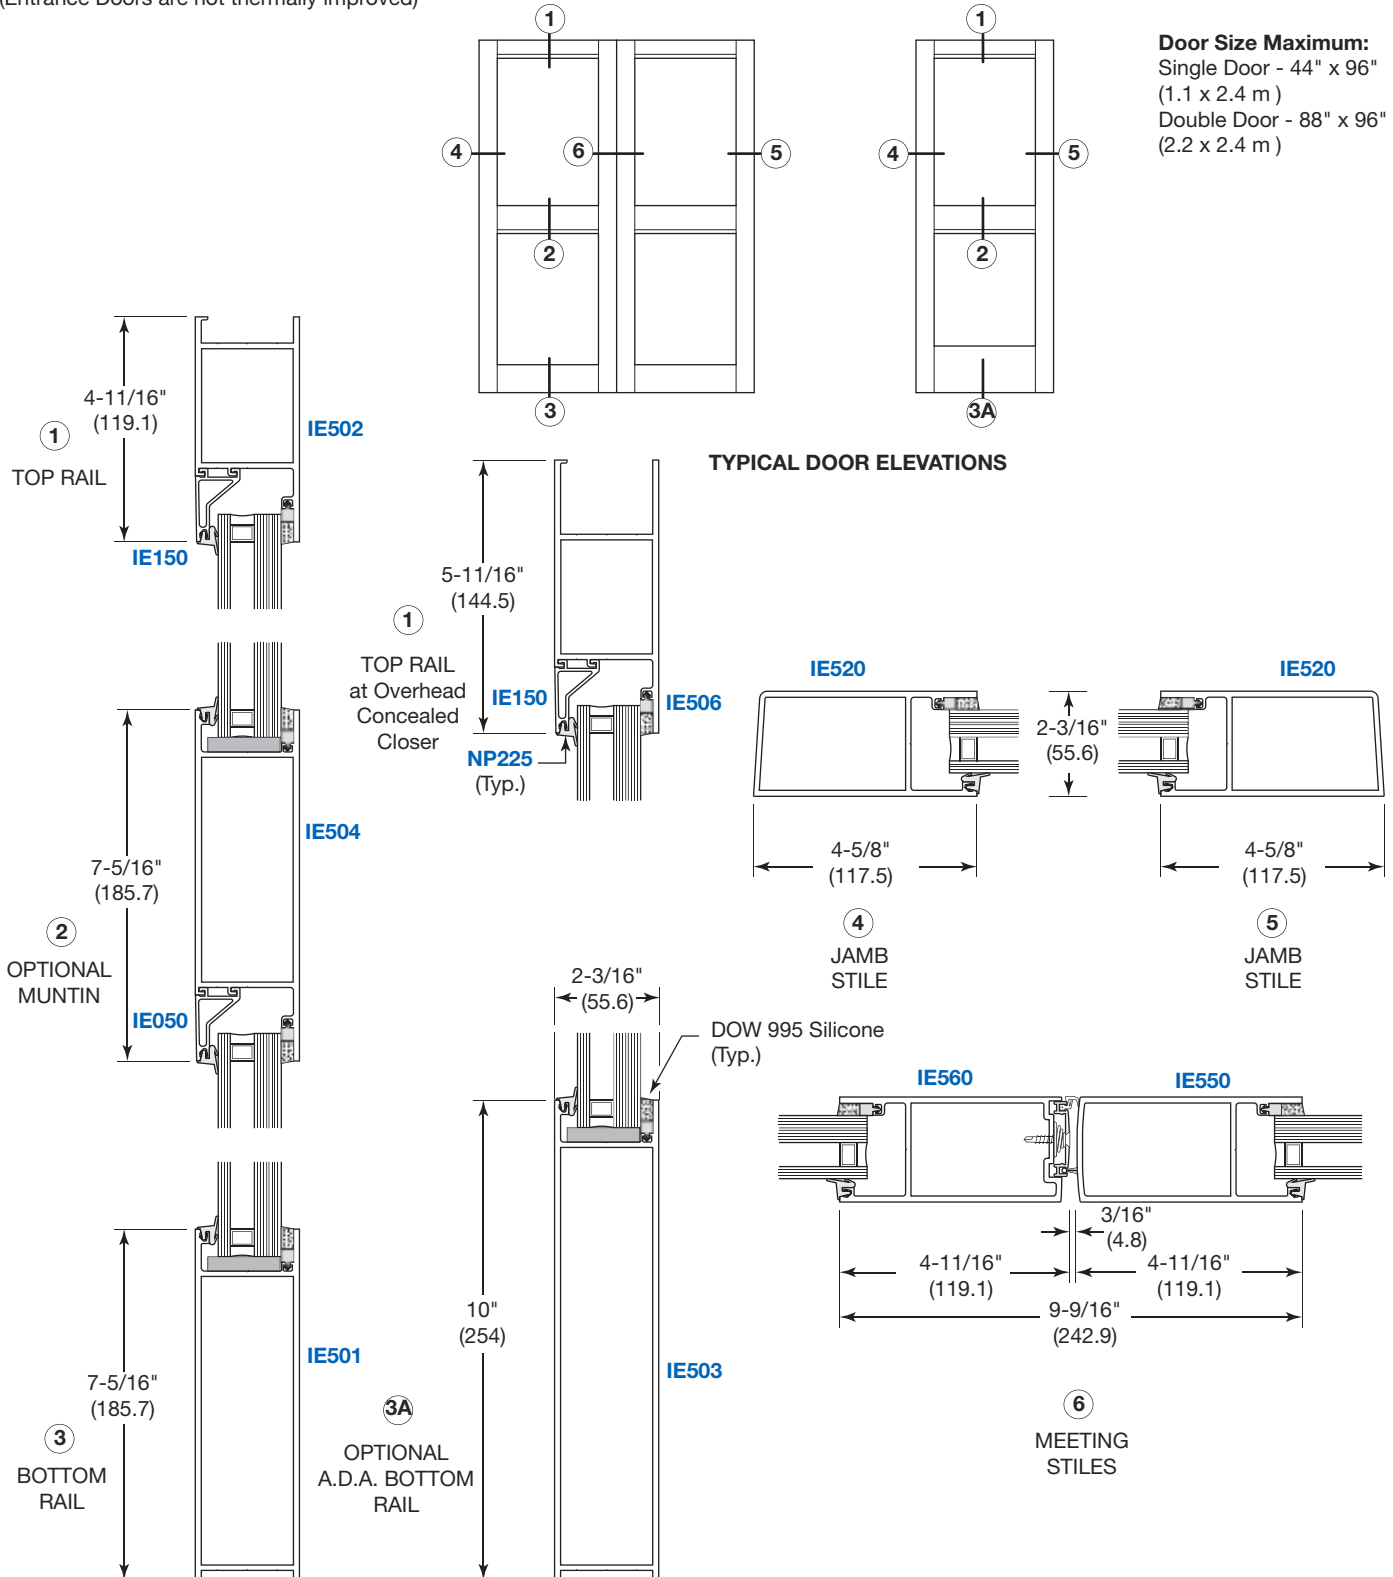 (Entrance Doors are not thermally improved)
1
1
Door Size Maximum:
Single Door - 44" x 96"
(1.1 x 2.4 m )
Double Door - 88" x 96"
(2.2 x 2.4 m )
4
6
5
4
5
2
2
3
3A
TYPICAL DOOR ELEVATIONS
4-11/16"
(119.1)
1
TOP RAIL
IE502
IE150
5-11/16"
(144.5)
1
TOP RAIL
at Overhead
Concealed
Closer
IE150
IE506
NP225
(Typ.)
IE520
2-3/16"
(55.6)
4-5/8"
(117.5)
4
JAMB
STILE
IE520
4-5/8"
(117.5)
5
JAMB
STILE
IE504
7-5/16"
(185.7)
2
OPTIONAL
MUNTIN
IE050
2-3/16"
(55.6)
DOW 995 Silicone
(Typ.)
10"
(254)
IE503
3A
OPTIONAL
A.D.A. BOTTOM
RAIL
IE501
7-5/16"
(185.7)
3
BOTTOM
RAIL
IE560
IE550
3/16"
(4.8)
4-11/16"
(119.1)
4-11/16"
(119.1)
9-9/16"
(242.9)
6
MEETING
STILES